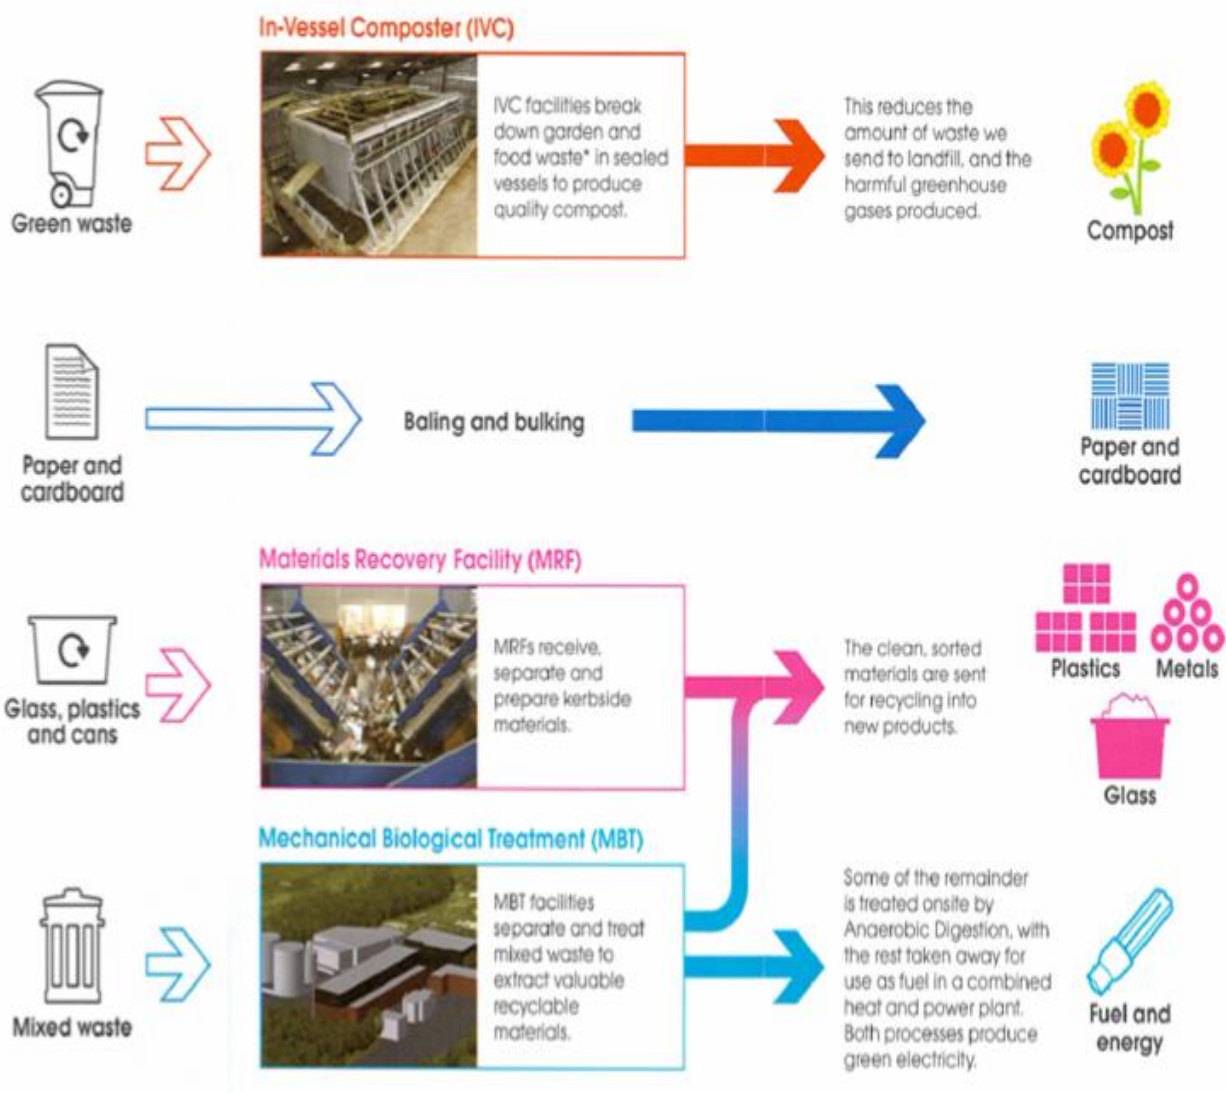 In-Vessel Composter (IVC)
Green waste
IVC facilities break
down garden and
food waste* in sealed
vessels to produce
quality compost.
This reduces the
amount of waste we
send to landfill, and the
harmful greenhouse
gases produced.
Compost
Paper and
cardboard
Baling and bulking
Paper and
cardboard
Materials Recovery Facility (MRF)
Glass, plastics
and cans
MRFs receive,
separate and
prepare kerbside
materials.
The clean, sorted
materials are sent
for recycling into
new products.
Plastics
Metals
Glass
Mechanical Biological Treatment (MBT)
Mixed waste
MBT facilities
separate and treat
mixed waste to
extract valuable
recyclable
materials.
Some of the remainder
is treated onsite by
Anaerobic Digestion, with
the rest taken away for
use as fuel in a combined
heat and power plant.
Both processes produce
green electricity.
Fuel and
energy